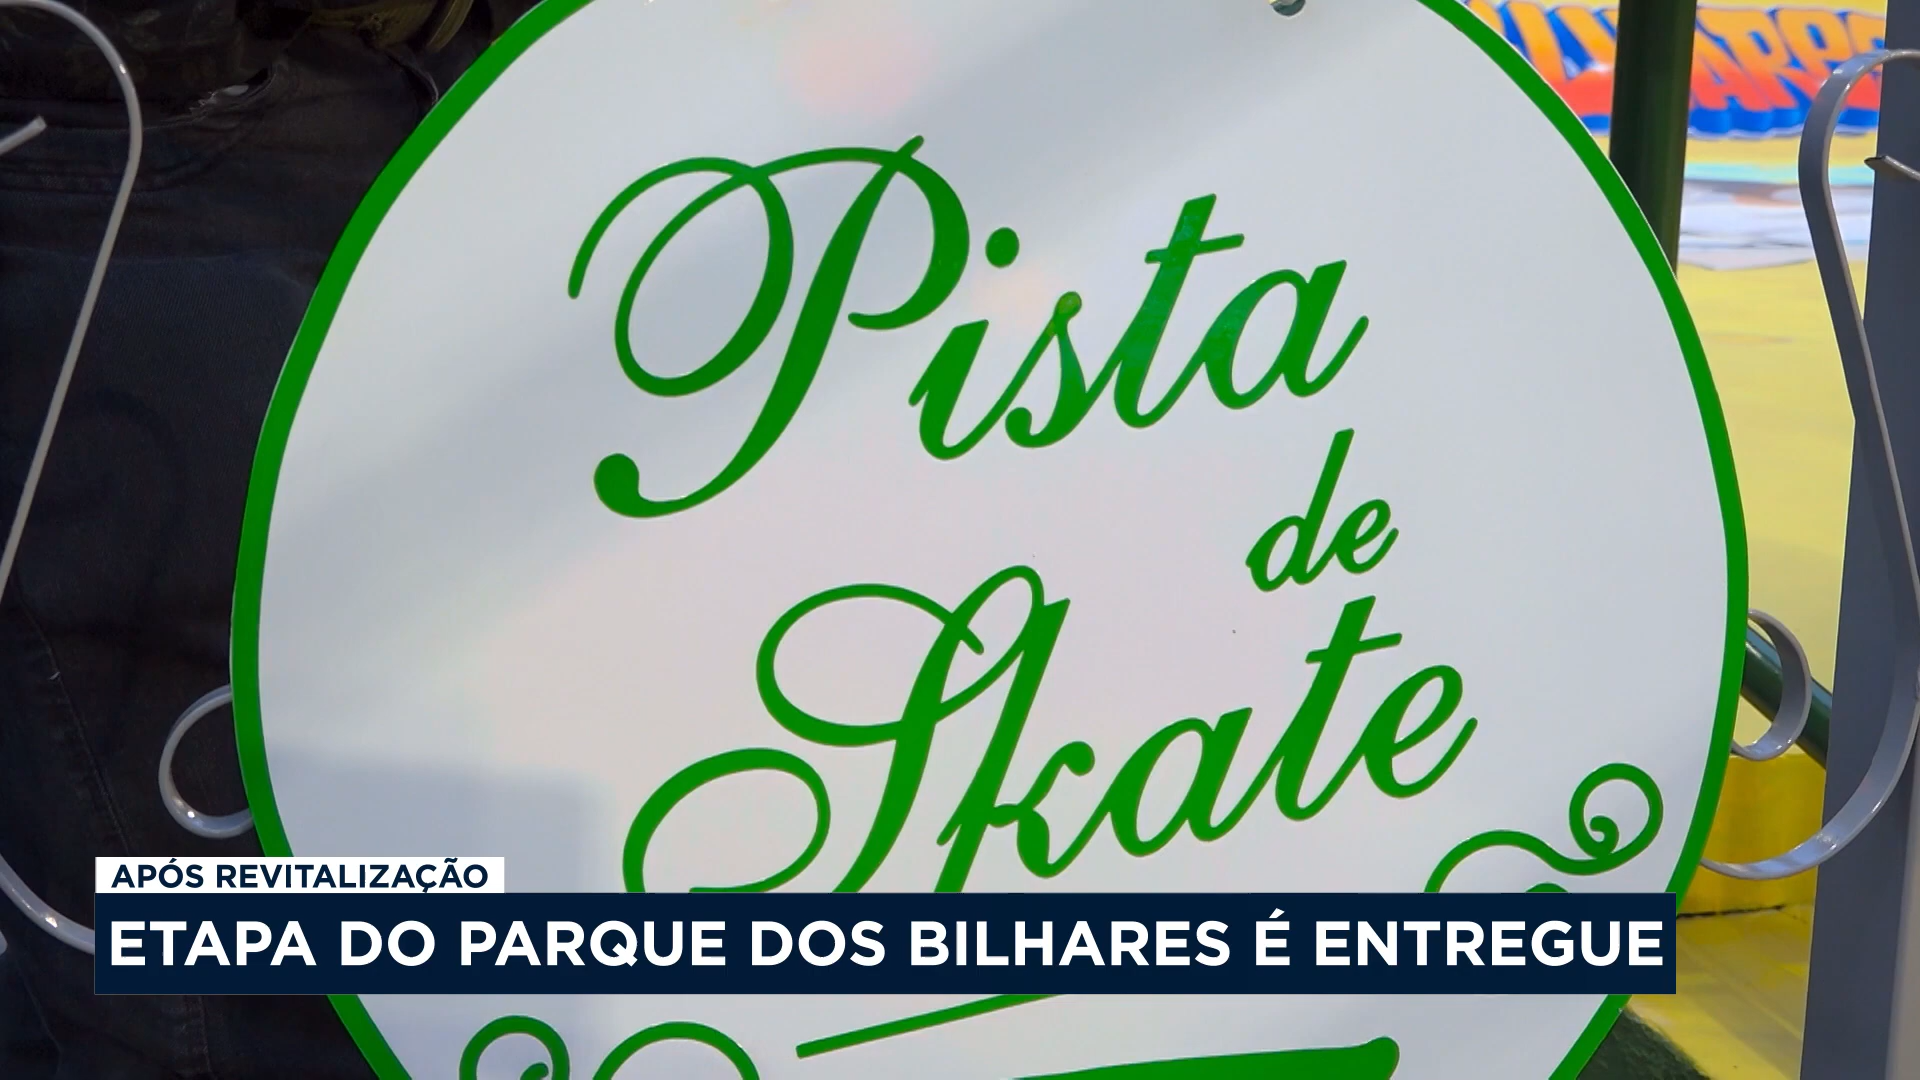 Pista
de
Skate
APÓS REVITALIZAÇÃO
ETAPA DO PARQUE DOS BILHARES É ENTREGUE